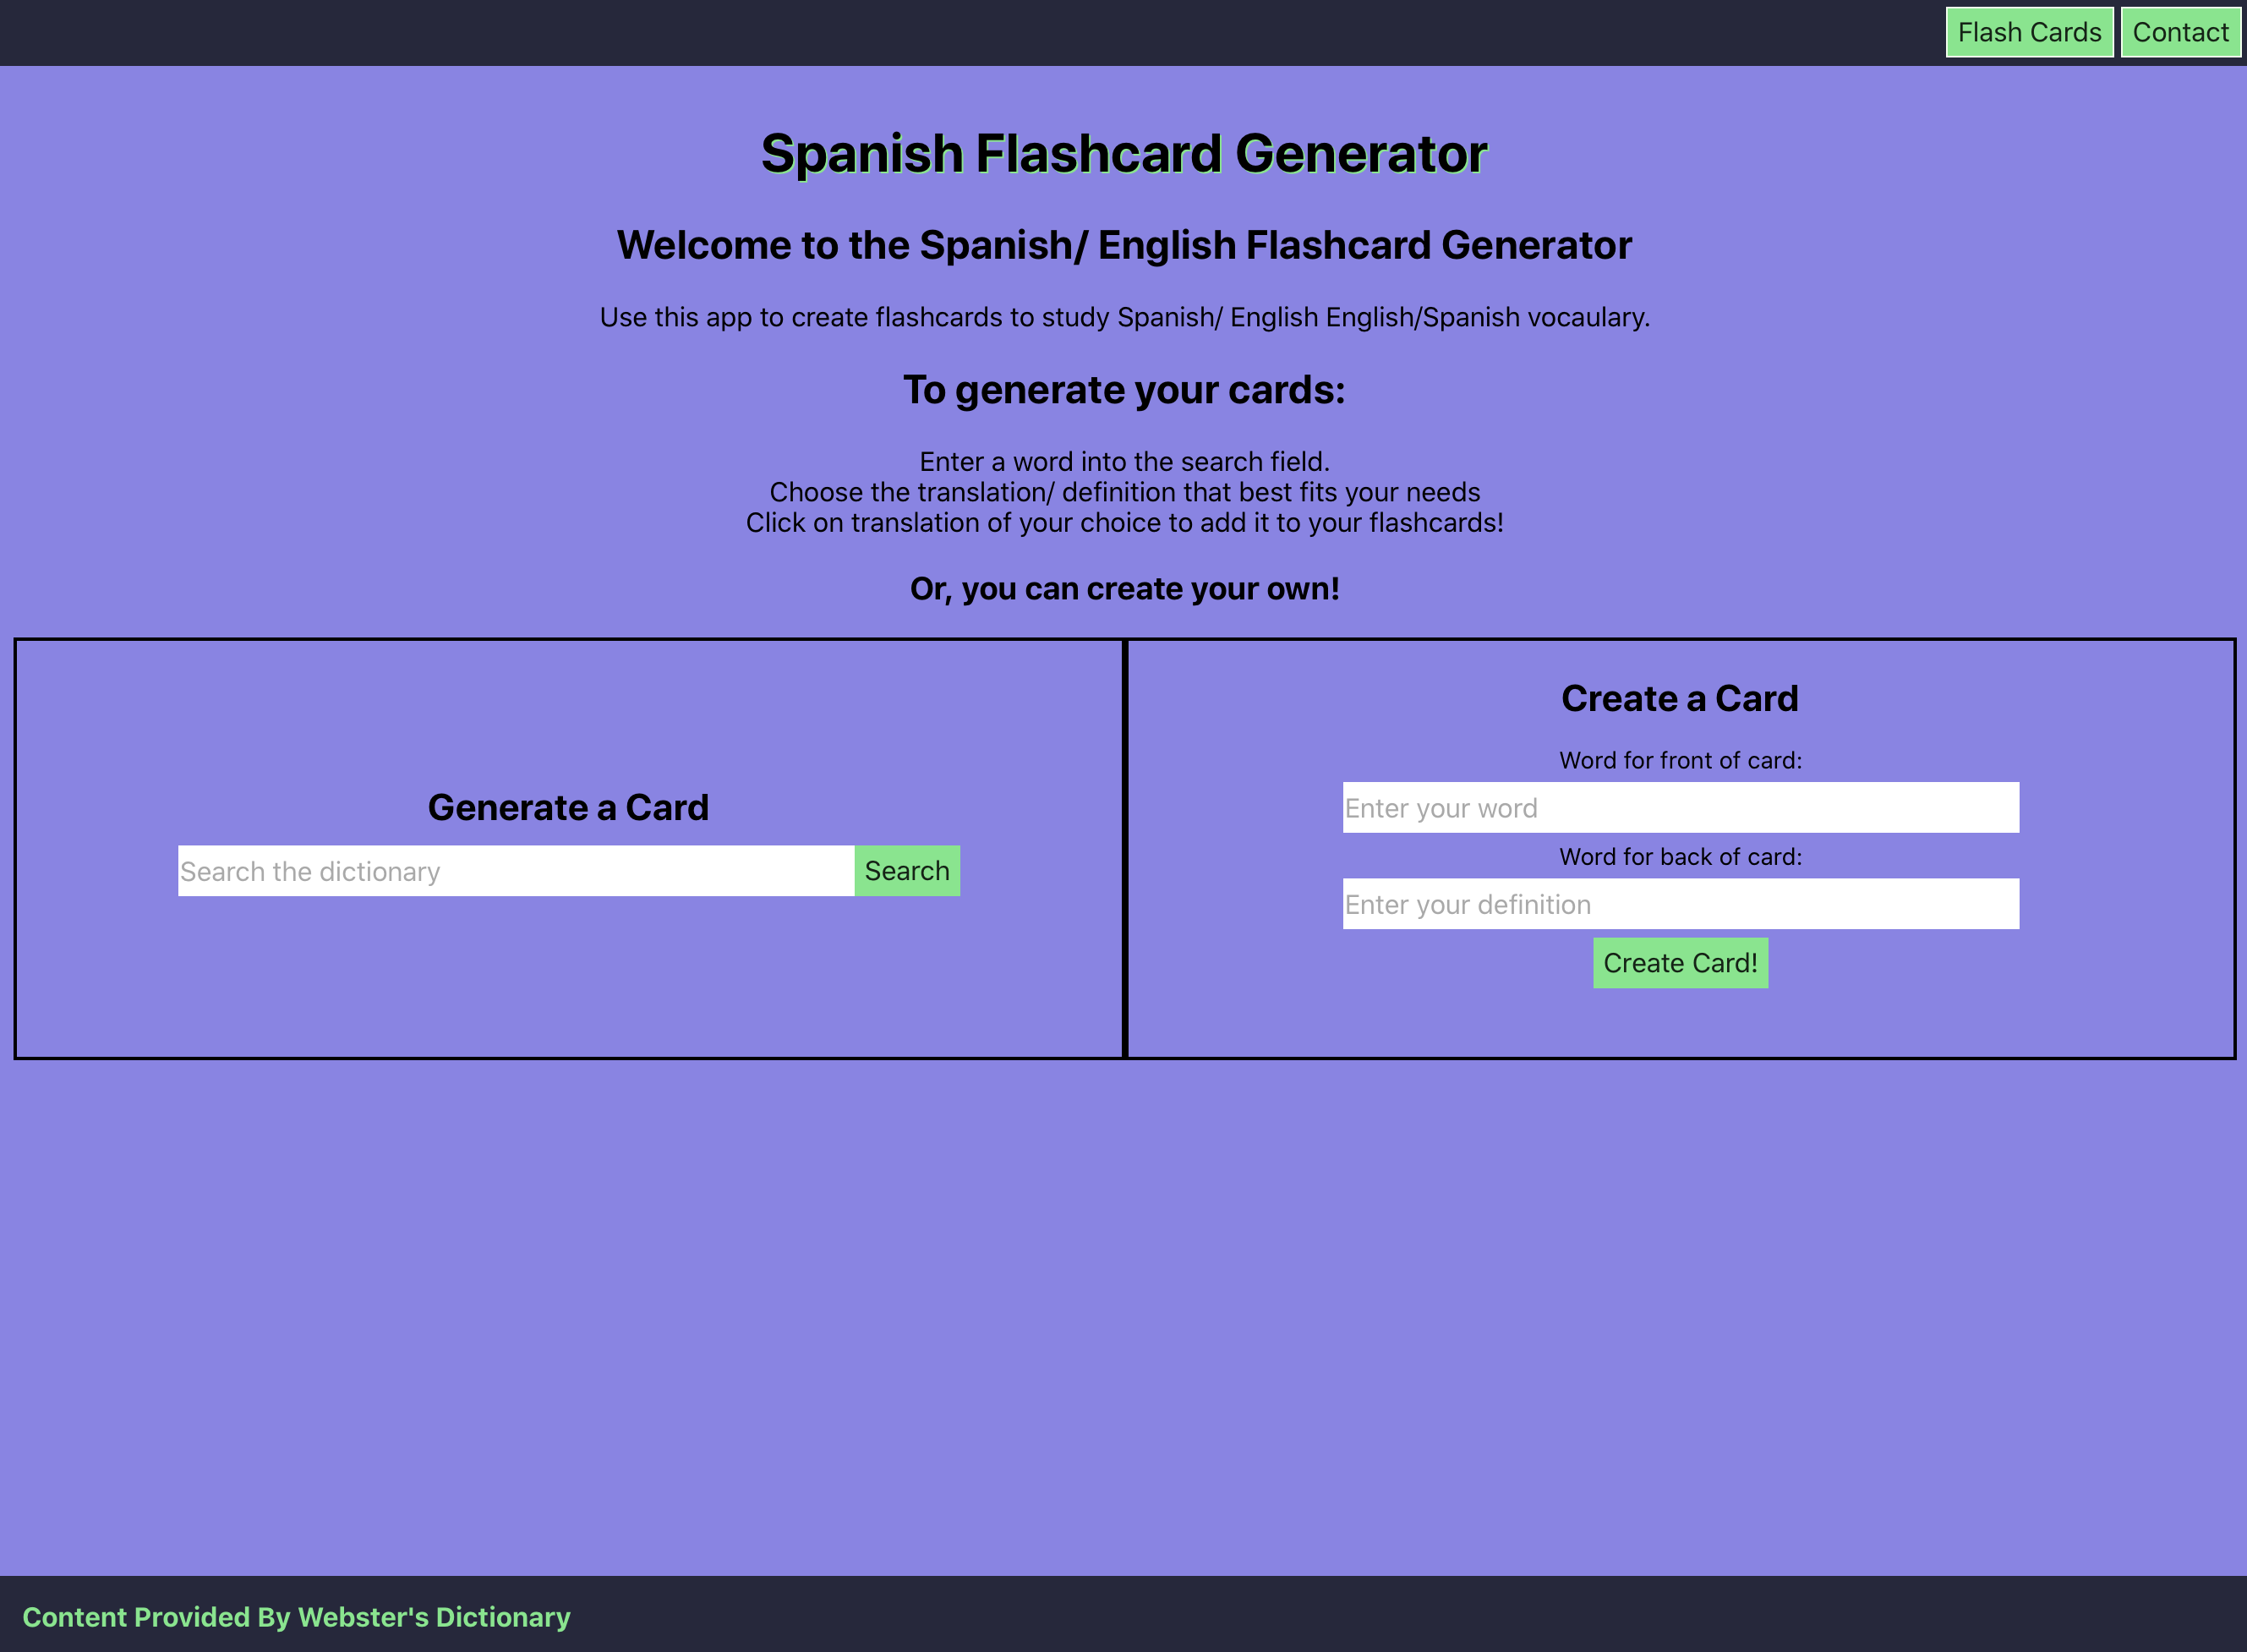 Flash Cards Contact
Spanish Flashcard Generator
Welcome to the Spanish/ English Flashcard Generator
Use this app to create flashcards to study Spanish/ English English/Spanish vocaulary.
To generate your cards:
Enter a word into the search field.
Choose the translation/ definition that best fits your needs
Click on translation of your choice to add it to your flashcards!
Or, you can create your own!
Generate a Card
Search the dictionary Search
Create a Card
Word for front of card:
Enter your word
Word for back of card:
Enter your definition
Create Card!
Content Provided By Webster's Dictionary